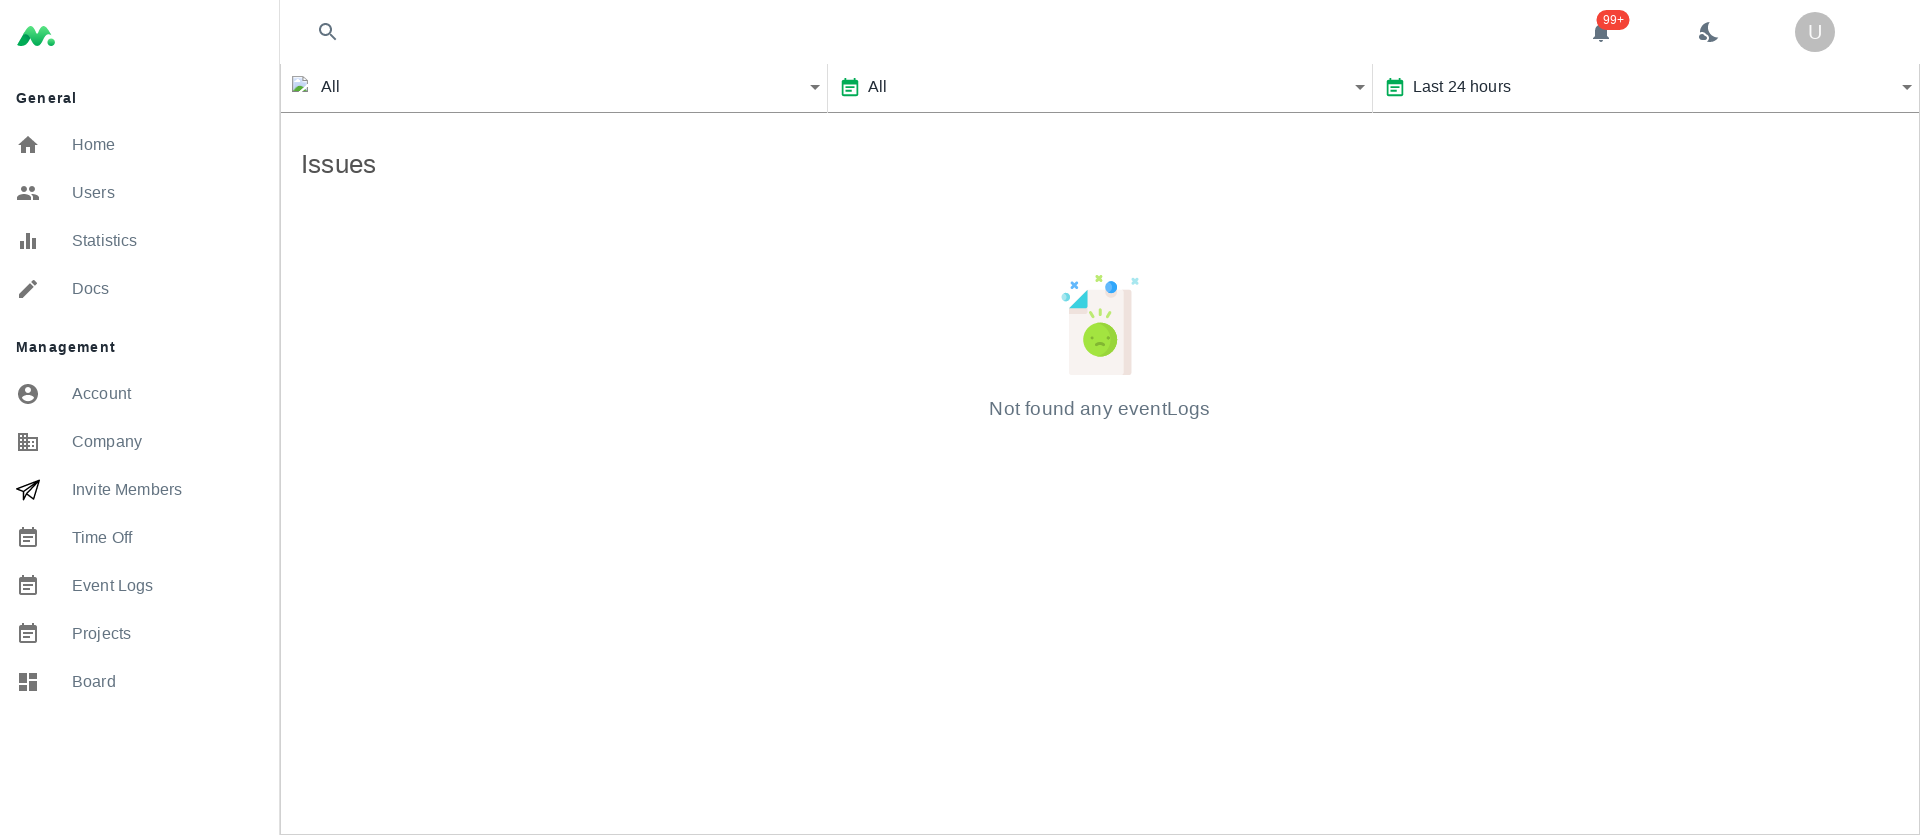 General
Home
Users
Statistics
Docs
Management
Account
Company
Invite Members
Time Off
Event Logs
Projects
Board
99+
U
All
All
Last 24 hours
Issues
Not found any eventLogs